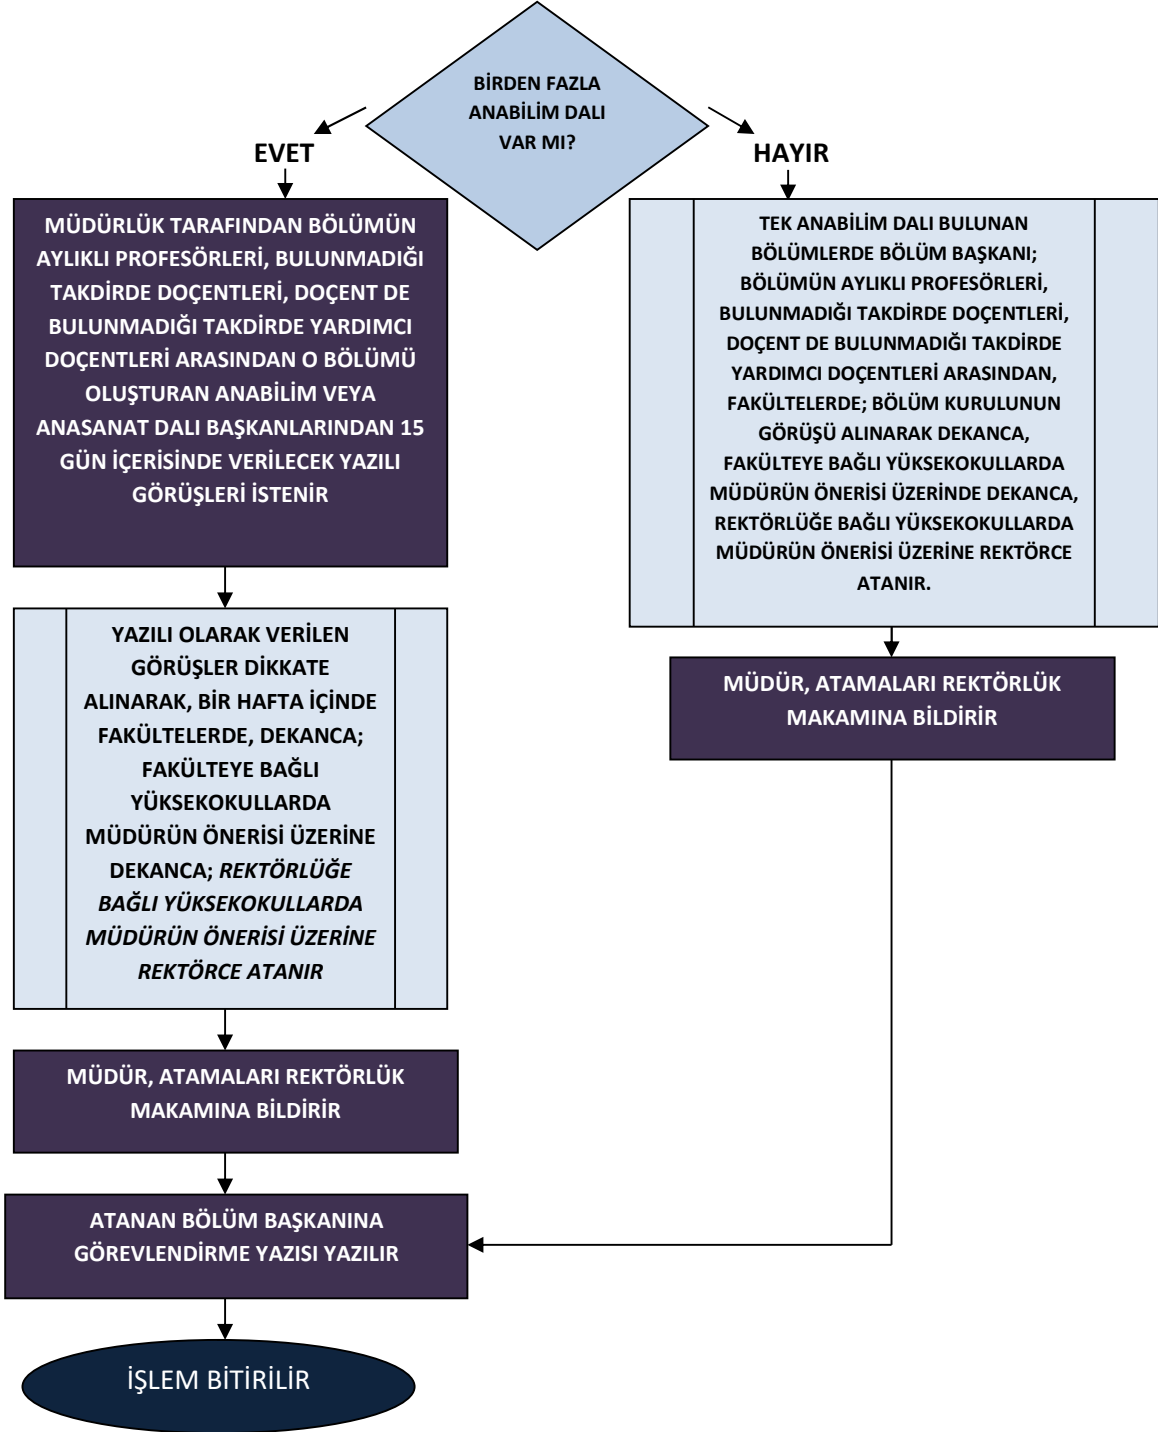 BİRDEN FAZLA
ANABİLİM DALI
VAR MI?
EVET
HAYIR
MÜDÜRLÜK TARAFINDAN BÖLÜMÜN
AYLIKLI PROFESÖRLERİ, BULUNMADIĞI
TAKDİRDE DOÇENTLERİ, DOÇENT DE
BULUNMADIĞI TAKDİRDE YARDIMCI
DOÇENTLERİ ARASINDAN O BÖLÜMÜ
OLUŞTURAN ANABİLİM VEYA
ANASANAT DALI BAŞKANLARINDAN 15
GÜN İÇERİSİNDE VERİLECEK YAZILI
GÖRÜŞLERİ İSTENİR
TEK ANABİLİM DALI BULUNAN
BÖLÜMLERDE BÖLÜM BAŞKANI;
BÖLÜMÜN AYLIKLI PROFESÖRLERİ,
BULUNMADIĞI TAKDİRDE DOÇENTLERİ,
DOÇENT DE BULUNMADIĞI TAKDİRDE
YARDIMCI DOÇENTLERİ ARASINDAN,
FAKÜLTELERDE; BÖLÜM KURULUNUN
GÖRÜŞÜ ALINARAK DEKANCA,
FAKÜLTEYE BAĞLI YÜKSEKOKULLARDA
MÜDÜRÜN ÖNERİSİ ÜZERİNDE DEKANCA,
REKTÖRLÜĞE BAĞLI YÜKSEKOKULLARDA
MÜDÜRÜN ÖNERİSİ ÜZERİNE REKTÖRCE
ATANIR.
YAZILI OLARAK VERİLEN
GÖRÜŞLER DİKKATE
ALINARAK, BİR HAFTA İÇİNDE
FAKÜLTELERDE, DEKANCA;
FAKÜLTEYE BAĞLI
YÜKSEKOKULLARDA
MÜDÜRÜN ÖNERİSİ ÜZERİNE
DEKANCA; REKTÖRLÜĞE
BAĞLI YÜKSEKOKULLARDA
MÜDÜRÜN ÖNERİSİ ÜZERİNE
REKTÖRCE ATANIR
MÜDÜR, ATAMALARI REKTÖRLÜK
MAKAMINA BİLDİRİR
MÜDÜR, ATAMALARI REKTÖRLÜK
MAKAMINA BİLDİRİR
ATANAN BÖLÜM BAŞKANINA
GÖREVLENDİRME YAZISI YAZILIR
İŞLEM BİTİRİLİR